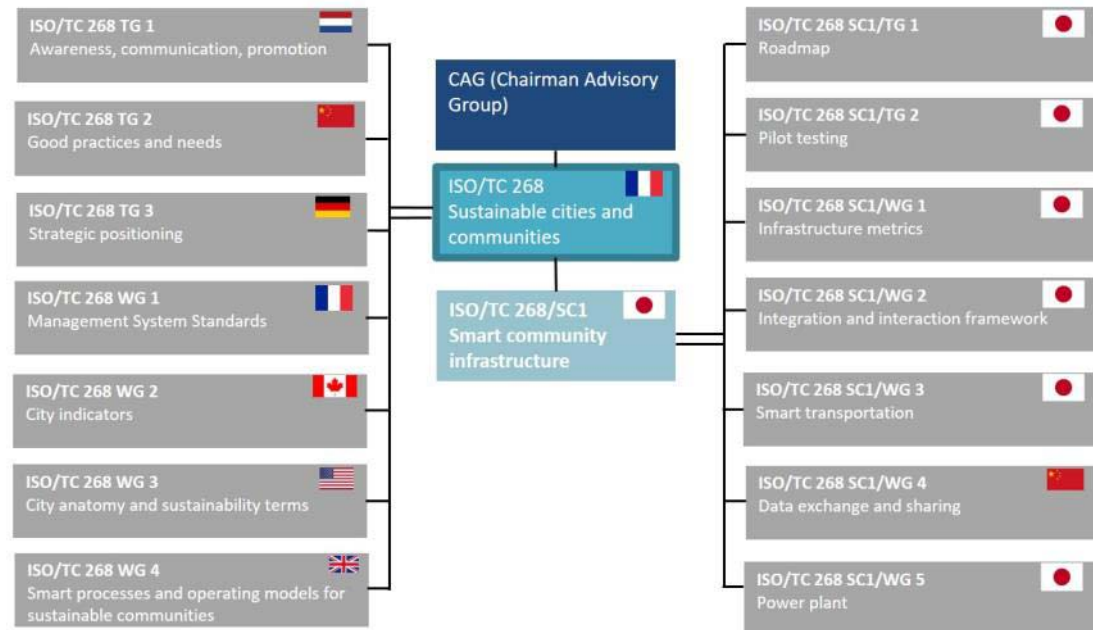 ISO/TC 268 TG 1
Awareness, communication, promotion
ISO/TC 268 TG 2
Good practices and needs
ISO/TC 268 TG 3
Strategic positioning
ISO/TC 268 WG 1
Management System Standards
ISO/TC 268 WG 2
City indicators
ISO/TC 268 WG 3
City anatomy and sustainability terms
ISO/TC 268 WG 4
Smart processes and operating models for
sustainable communities
CAG (Chairman Advisory
Group)
ISO/TC 268
Sustainable cities and
communities
ISO/TC 268/SC1
Smart community
infrastructure
ISO/TC 268 SC1/TG 1
Roadmap
ISO/TC 268 SC1/TG 2
Pilot testing
ISO/TC 268 SC1/WG 1
Infrastructure metrics
ISO/TC 268 SC1/WG 2
Integration and interaction framework
ISO/TC 268 SC1/WG 3
Smart transportation
ISO/TC 268 SC1/WG 4
Data exchange and sharing
ISO/TC 268 SC1/WG 5
Power plant